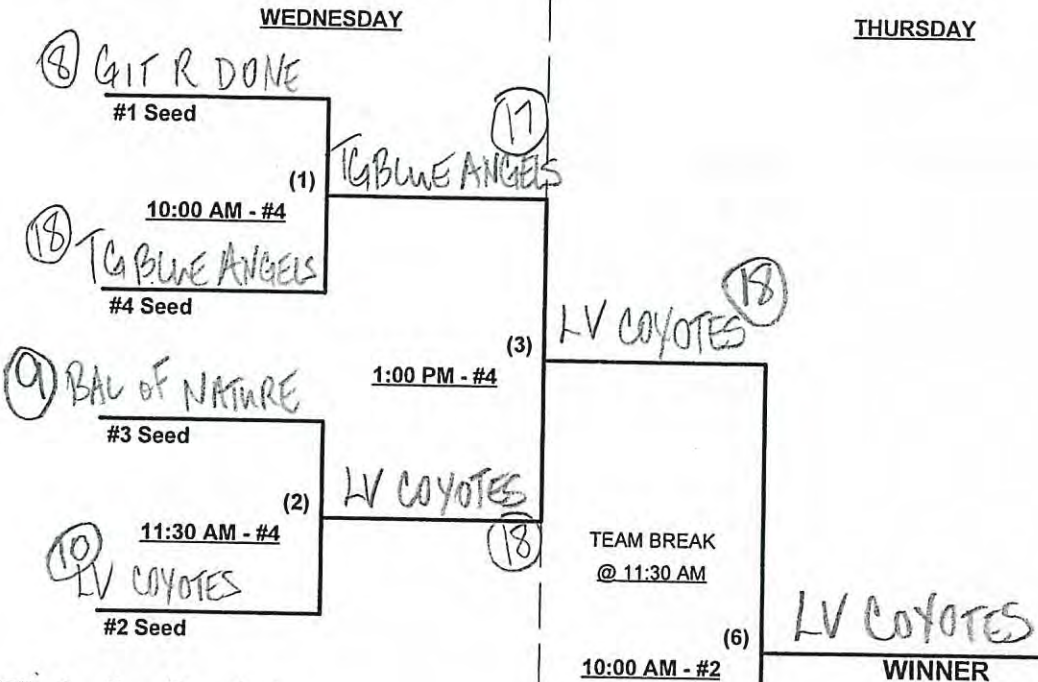 WEDNESDAY
THURSDAY
8 GIT R DONE
#1 Seed
17
(1) TG BLUE ANGELS
10:00 AM - #4
18 TG BLUE ANGELS
#4 Seed
LV COYOTES 18
(3)
9 BAL OF NATURE
1:00 PM - #4
#3 Seed
(2) LV COYOTES
11:30 AM - #4
18
10
LV COYOTES
#2 Seed
TEAM BREAK
@ 11:30 AM
LV COYOTES
(6)
10:00 AM - #2
WINNER